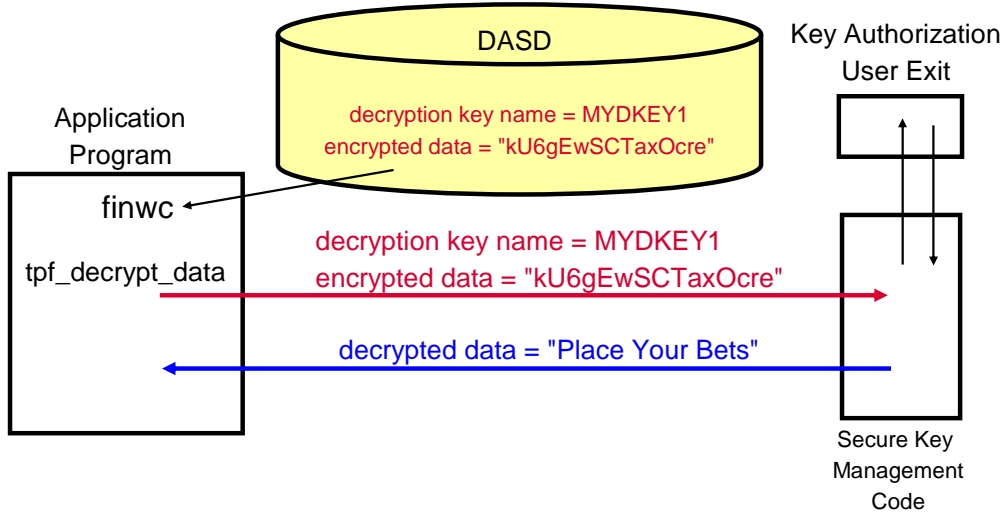 DASD
decryption key name = MYDKEY1
encrypted data = "kU6gEwSCTaxOcre"
Key Authorization
User Exit
Application
Program
finwc
tpf_decrypt_data
decryption key name = MYDKEY1
encrypted data = "kU6gEwSCTaxOcre"
decrypted data = "Place Your Bets"
Secure Key
Management
Code